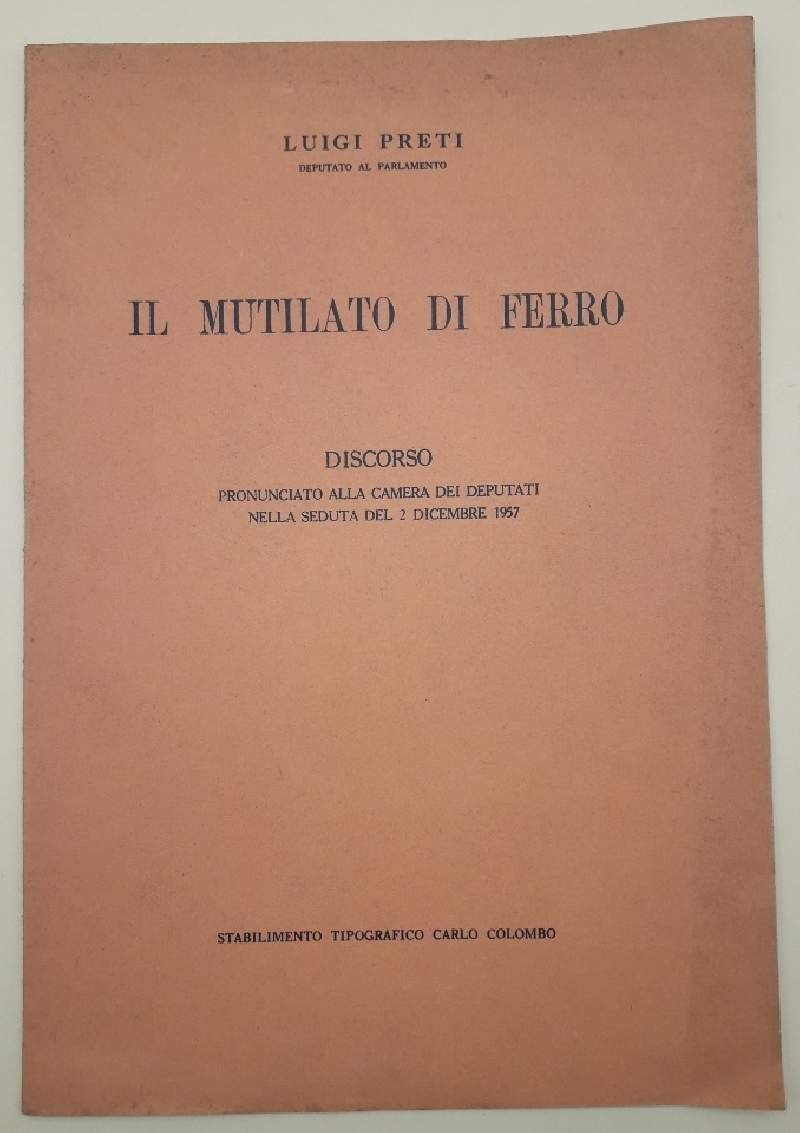 LUIGI PRETI
DEPUTATO AL PARLAMENTO
IL MUTILATO DI FERRO
DISCORSO
PRONUNCIATO ALLA CAMERA DEI DEPUTATI
NELLA SEDUTA DEL 2 DICEMBRE 1957
STABILIMENTO TIPOGRAFICO CARLO COLOMBO